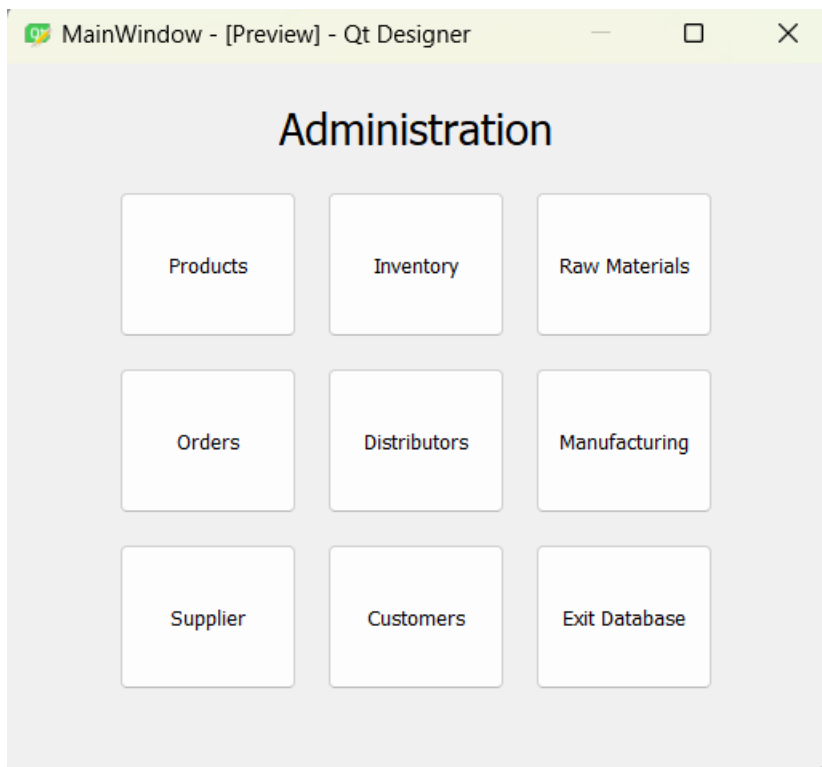 MainWindow - [Preview] - Qt Designer
Administration
Products Inventory Raw Materials
Orders Distributors Manufacturing
Supplier Customers Exit Database